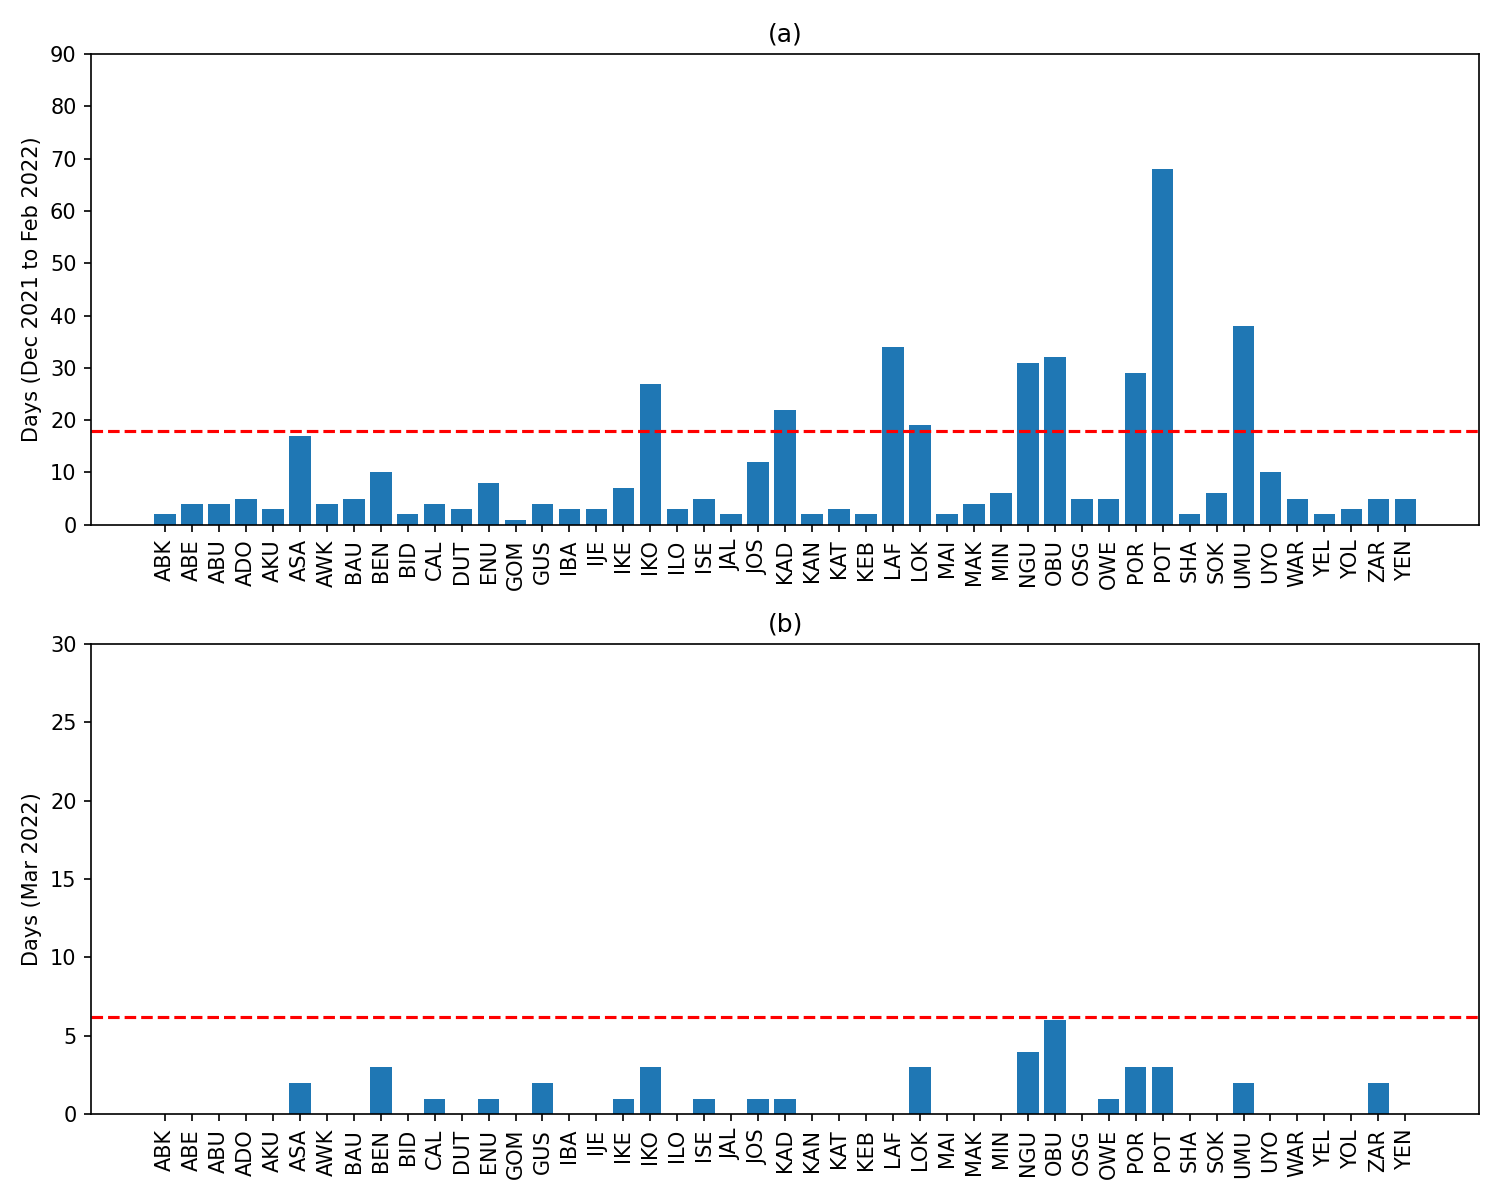 (a)
Days (Dec 2021 to Feb 2022)
90
80
70
60
50
40
30
20
10
0
ABK ABE ABU ADO AKU ASA AWK BAU BEN BID CAL DUT ENU GOM GUS IBA IJE IKE IKO ILO ISE JAL JOS KAD KAN KAT KEB LAF LOK MAI MAK MIN NGU OBU OSG OWE POR POT SHA SOK UMU UYO WAR YEL YOL ZAR YEN
(b)
Days (Mar 2022)
30
25
20
15
10
5
0
ABK ABE ABU ADO AKU ASA AWK BAU BEN BID CAL DUT ENU GOM GUS IBA IJE IKE IKO ILO ISE JAL JOS KAD KAN KAT KEB LAF LOK MAI MAK MIN NGU OBU OSG OWE POR POT SHA SOK UMU UYO WAR YEL YOL ZAR YEN